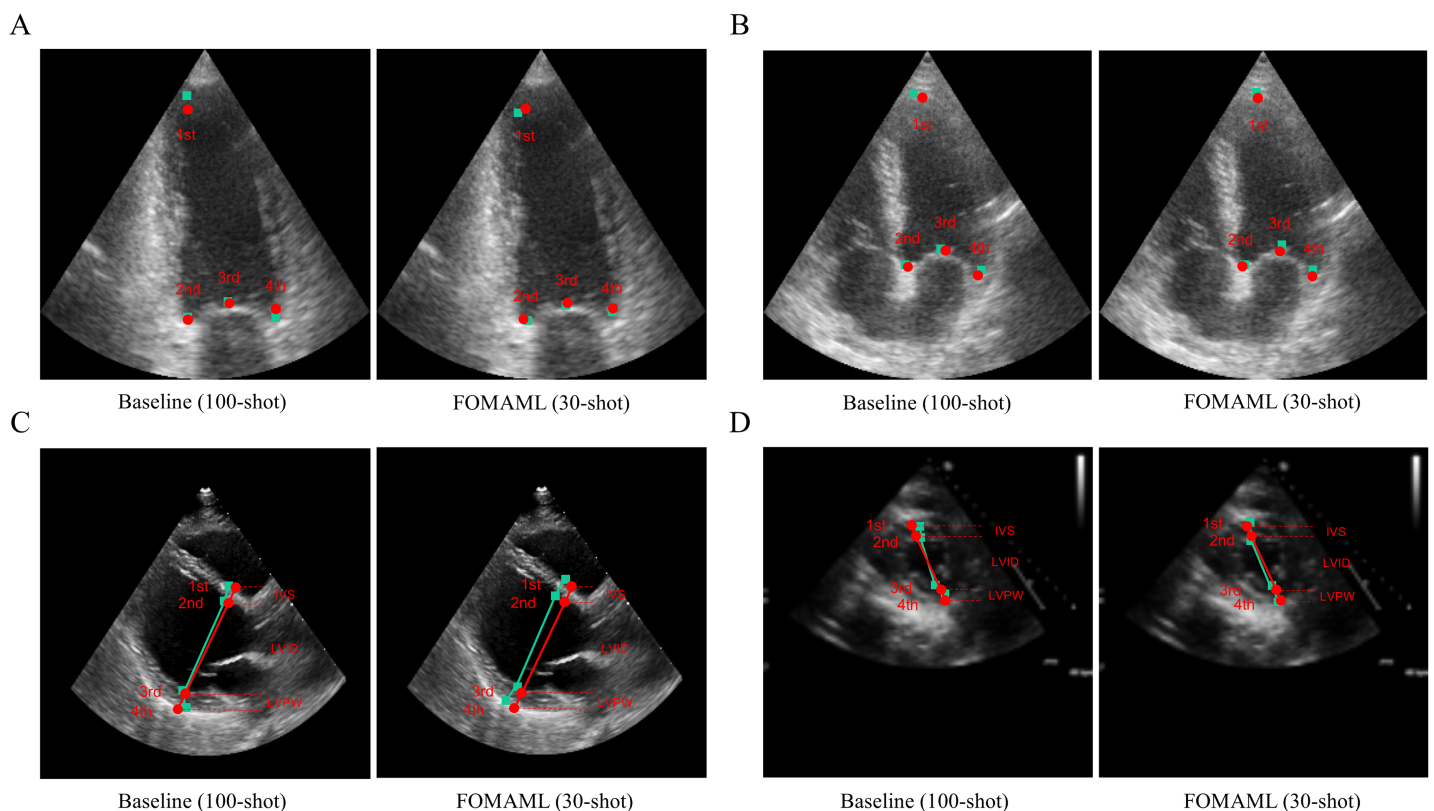 A
B
1st
2nd
3rd
4th
1st
2nd
3rd
4th
1st
2nd
3rd
4th
1st
2nd
3rd
4th
Baseline (100-shot)
FOMAML (30-shot)
Baseline (100-shot)
FOMAML (30-shot)
C
D
1st
2nd
3rd
4th
IVS
LVID
LVPW
1st
2nd
3rd
4th
IVS
LVID
LVPW
1st
2nd
3rd
4th
IVS
LVID
LVPW
1st
2nd
3rd
4th
IVS
LVID
LVPW
Baseline (100-shot)
FOMAML (30-shot)
Baseline (100-shot)
FOMAML (30-shot)